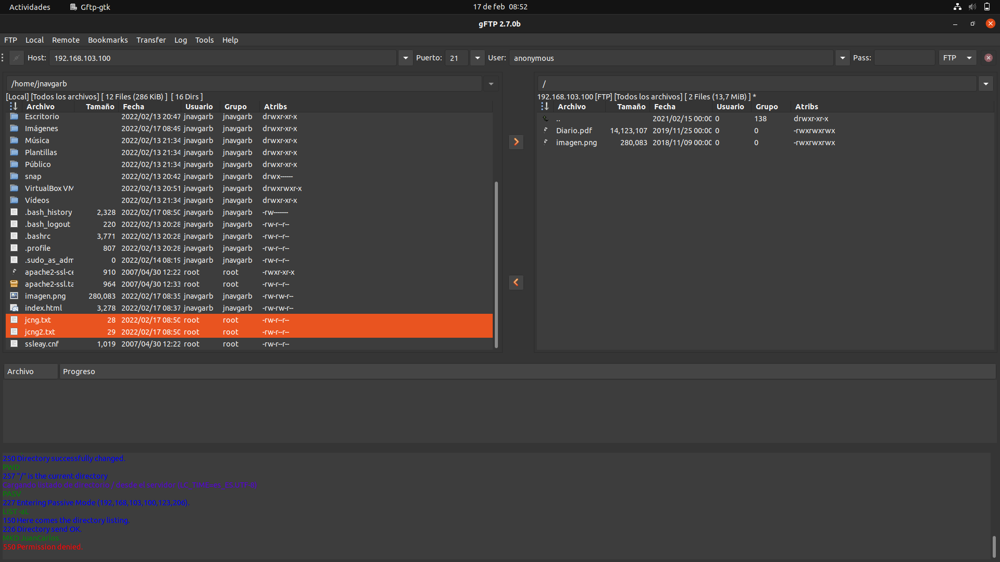 Actividades Gftp-gtk 17 de feb 08:52
gFTP 2.7.0b
FTP Local Remote Bookmarks Transfer Log Tools Help
Host: 192.168.103.100 Puerto: 21 User: anonymous Pass: FTP
/home/jnavgarb
[Local] [Todos los archivos] [ 12 Files (286 KiB) ] [ 16 Dirs ]
Archivo Tamaño Fecha Usuario Grupo Atribs
Escritorio 2022/02/13 20:47 jnavgarb jnavgarb drwxr-xr-x
Imágenes 2022/02/17 08:49 jnavgarb jnavgarb drwxr-xr-x
Música 2022/02/13 21:34 jnavgarb jnavgarb drwxr-xr-x
Plantillas 2022/02/13 21:34 jnavgarb jnavgarb drwxr-xr-x
Público 2022/02/13 21:34 jnavgarb jnavgarb drwxr-xr-x
snap 2022/02/13 20:42 jnavgarb jnavgarb drwx------
VirtualBox VM 2022/02/13 20:51 jnavgarb jnavgarb drwxrwxr-x
Vídeos 2022/02/13 21:34 jnavgarb jnavgarb drwxr-xr-x
.bash_history 2,328 2022/02/17 08:50 jnavgarb jnavgarb -rw-------
.bash_logout 220 2022/02/13 20:28 jnavgarb jnavgarb -rw-r--r--
.bashrc 3,771 2022/02/13 20:28 jnavgarb jnavgarb -rw-r--r--
.profile 807 2022/02/13 20:28 jnavgarb jnavgarb -rw-r--r--
.sudo_as_adm 0 2022/02/14 08:19 jnavgarb jnavgarb -rw-r--r--
apache2-ssl-ce 910 2007/04/30 12:22 root root -rwxr-xr-x
apache2-ssl.ta 964 2007/04/30 12:33 root root -rw-r--r--
imagen.png 280,083 2022/02/17 08:35 jnavgarb jnavgarb -rw-rw-r--
index.html 3,278 2022/02/17 08:37 jnavgarb jnavgarb -rw-rw-r--
jcng.txt 28 2022/02/17 08:50 root root -rw-r--r--
jcng2.txt 29 2022/02/17 08:50 root root -rw-r--r--
ssleay.cnf 1,019 2007/04/30 12:22 root root -rw-r--r--
/
192.168.103.100 [FTP] [Todos los archivos] [ 2 Files (13,7 MiB) ] *
Archivo Tamaño Fecha Usuario Grupo Atribs
.. 2021/02/15 00:00 0 138 drwxr-xr-x
Diario.pdf 14,123,107 2019/11/25 00:00 0 0 -rwxrwxrwx
imagen.png 280,083 2018/11/09 00:00 0 0 -rwxrwxrwx
Archivo Progreso
250 Directory successfully changed.
PWD
257 "/" is the current directory
Cargando listado de directorio / desde el servidor (LC_TIME=es_ES.UTF-8)
PASV
227 Entering Passive Mode (192,168,103,100,123,206).
LIST -aL
150 Here comes the directory listing.
226 Directory send OK.
MKD JuanCarlos
550 Permission denied.